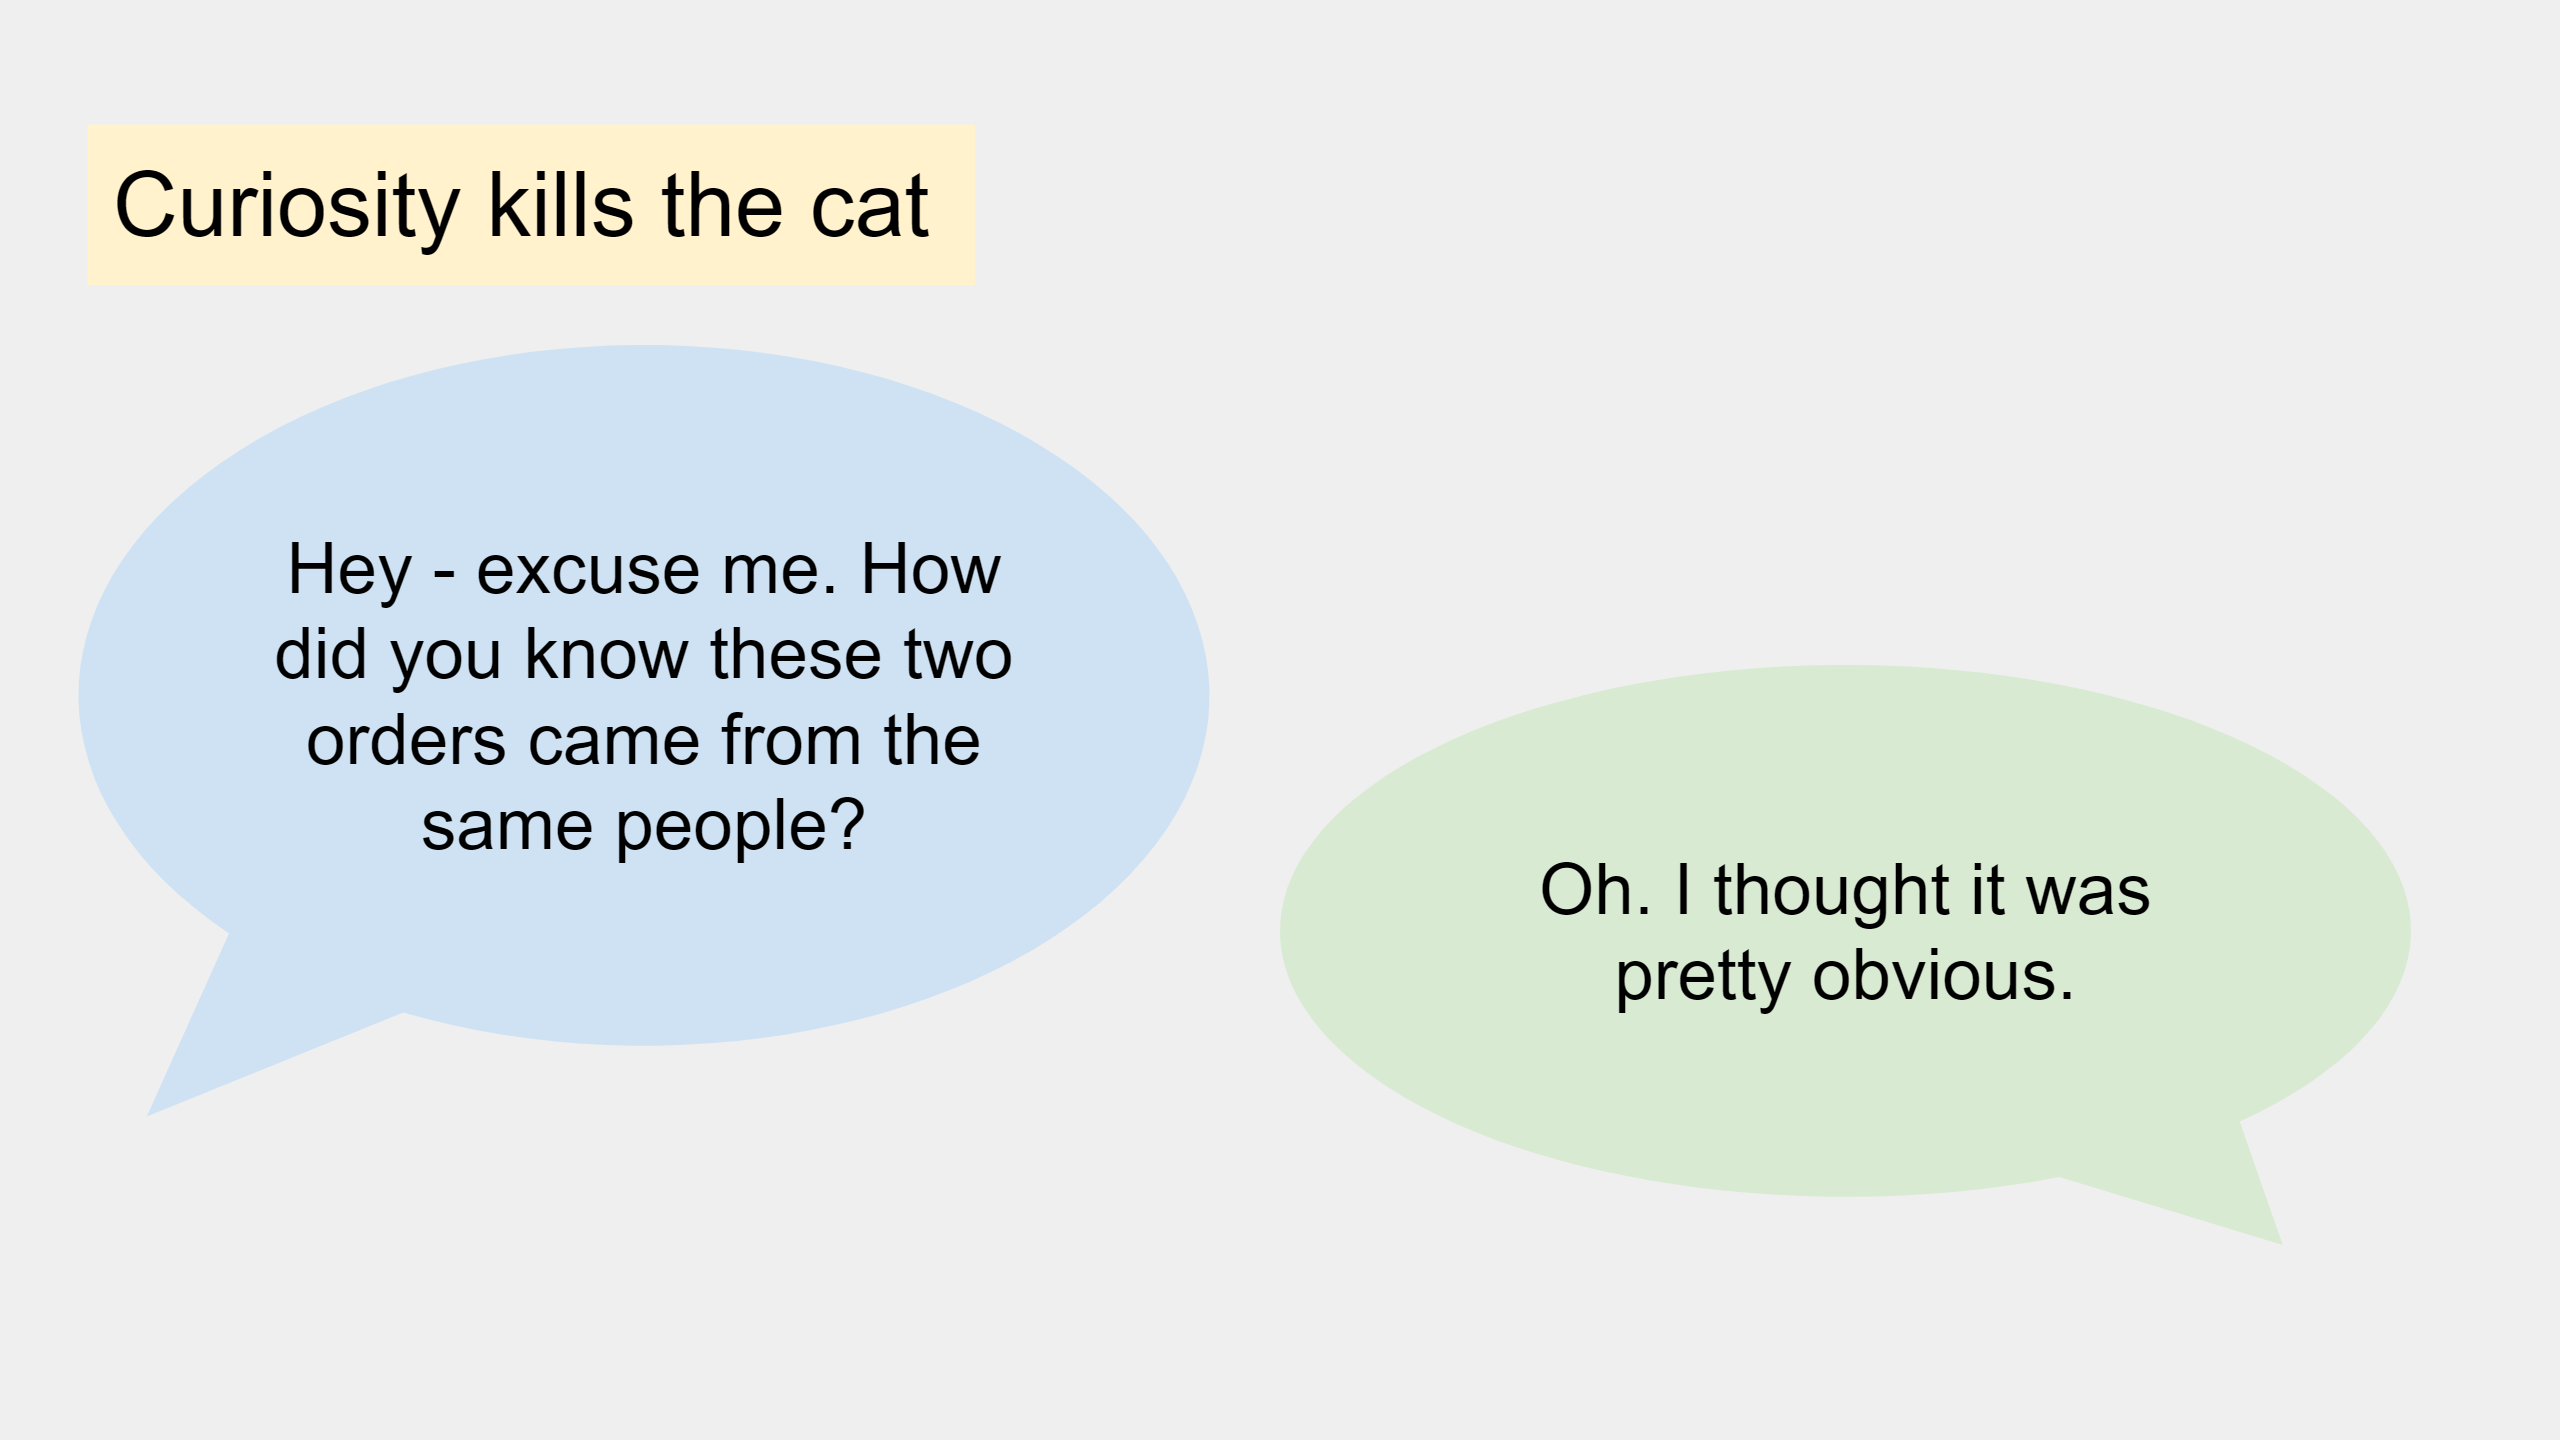 Curiosity kills the cat
Hey - excuse me. How
did you know these two
orders came from the
same people?
Oh. I thought it was
pretty obvious.